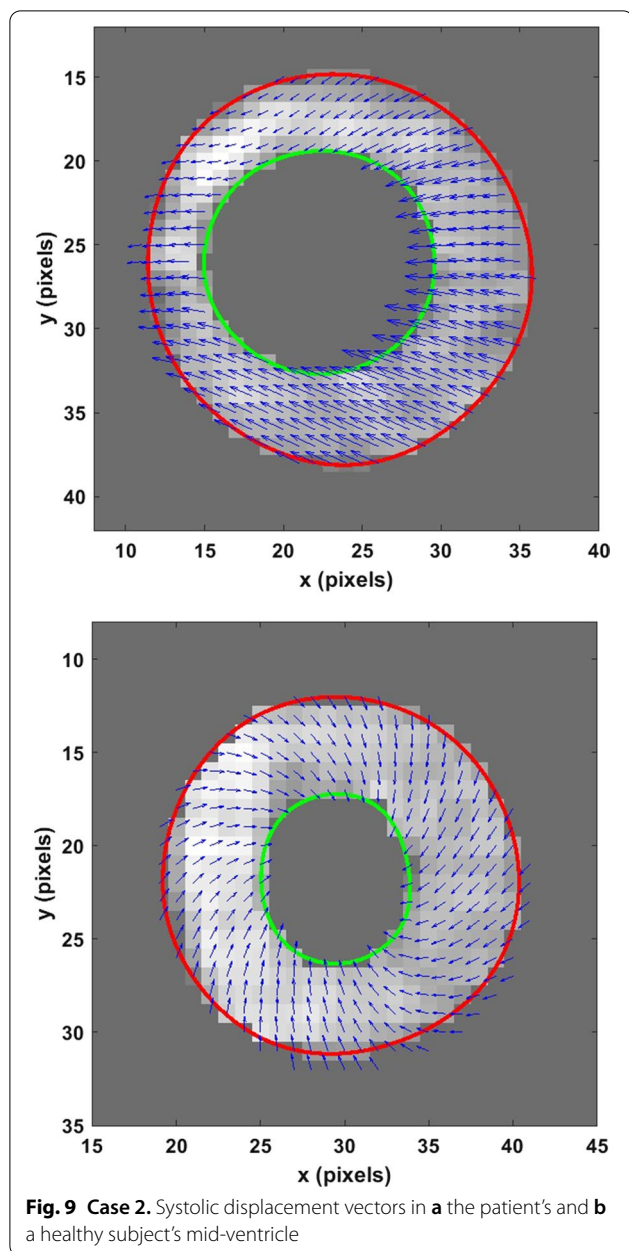 15
20
25
30
35
40
y (pixels)
10 15 20 25 30 35 40
x (pixels)
10
15
20
25
30
35
y (pixels)
15 20 25 30 35 40 45
x (pixels)
Fig. 9 Case 2. Systolic displacement vectors in a the patient's and b
a healthy subject's mid-ventricle